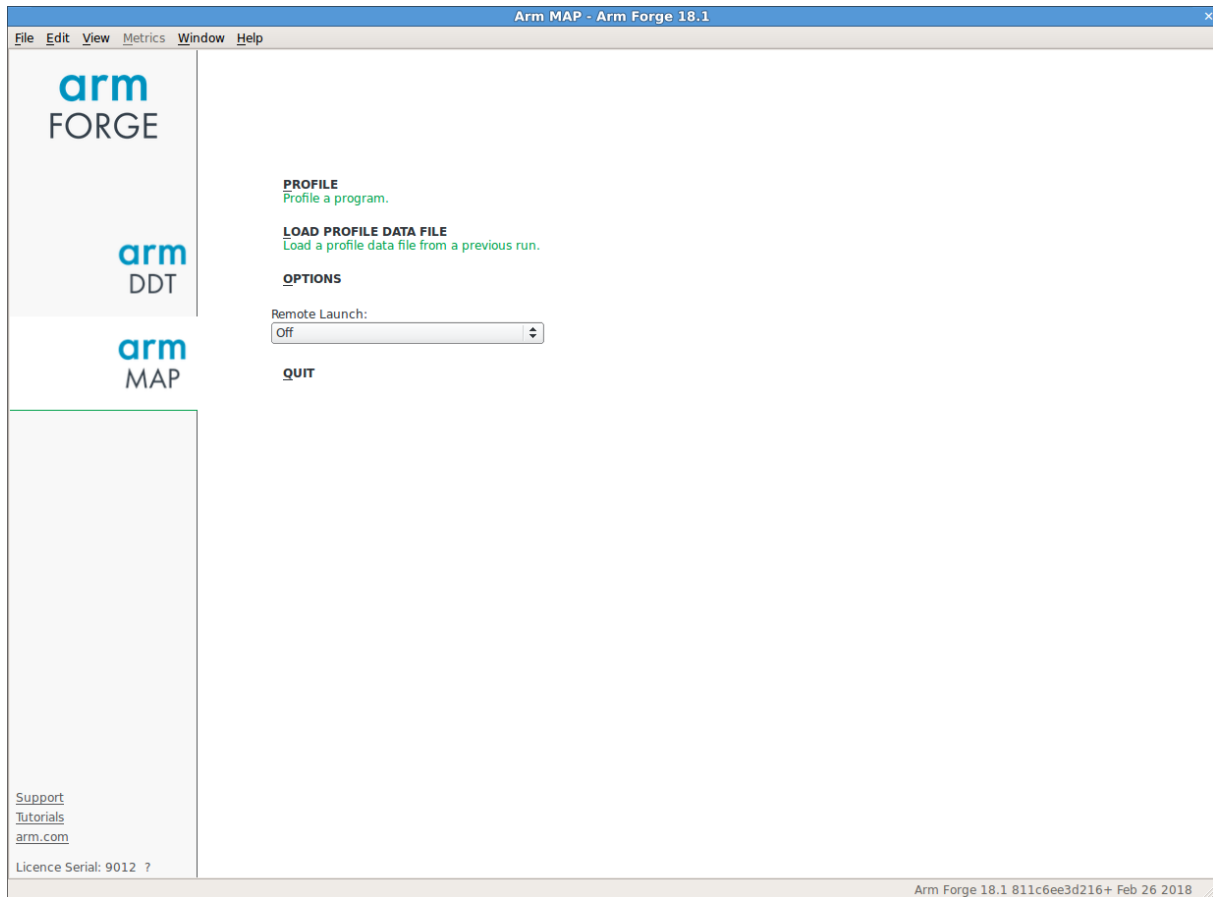 Arm MAP - Arm Forge 18.1 ×
File Edit View Metrics Window Help
arm
FORGE
PROFILE
Profile a program.
LOAD PROFILE DATA FILE
Load a profile data file from a previous run.
arm
DDT
OPTIONS
Remote Launch:
Off
arm
MAP
QUIT
Support
Tutorials
arm.com
Licence Serial: 9012 ?
Arm Forge 18.1 811c6ee3d216+ Feb 26 2018